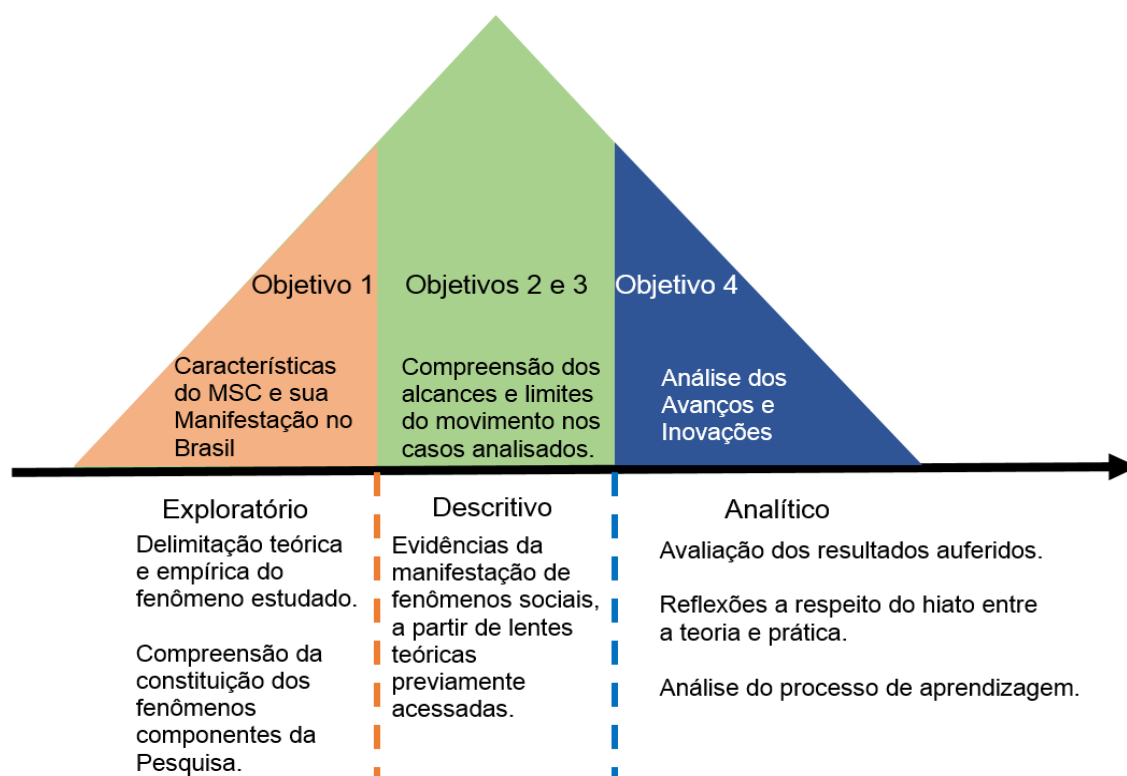 Objetivo 1
Características
do MSC e sua
Manifestação no
Brasil
Objetivos 2 e 3
Compreensão dos
alcances e limites
do movimento nos
casos analisados.
Objetivo 4
Análise dos
Avanços e
Inovações
Exploratório
Delimitação teórica
e empírica do
fenômeno estudado.
Compreensão da
constituição dos
fenômenos
componentes da
Pesquisa.
Descritivo
Evidências da
manifestação de
fenômenos sociais,
a partir de lentes
teóricas
previamente
acessadas.
Analítico
Avaliação dos resultados auferidos.
Reflexões a respeito do hiato entre
a teoria e prática.
Análise do processo de aprendizagem.